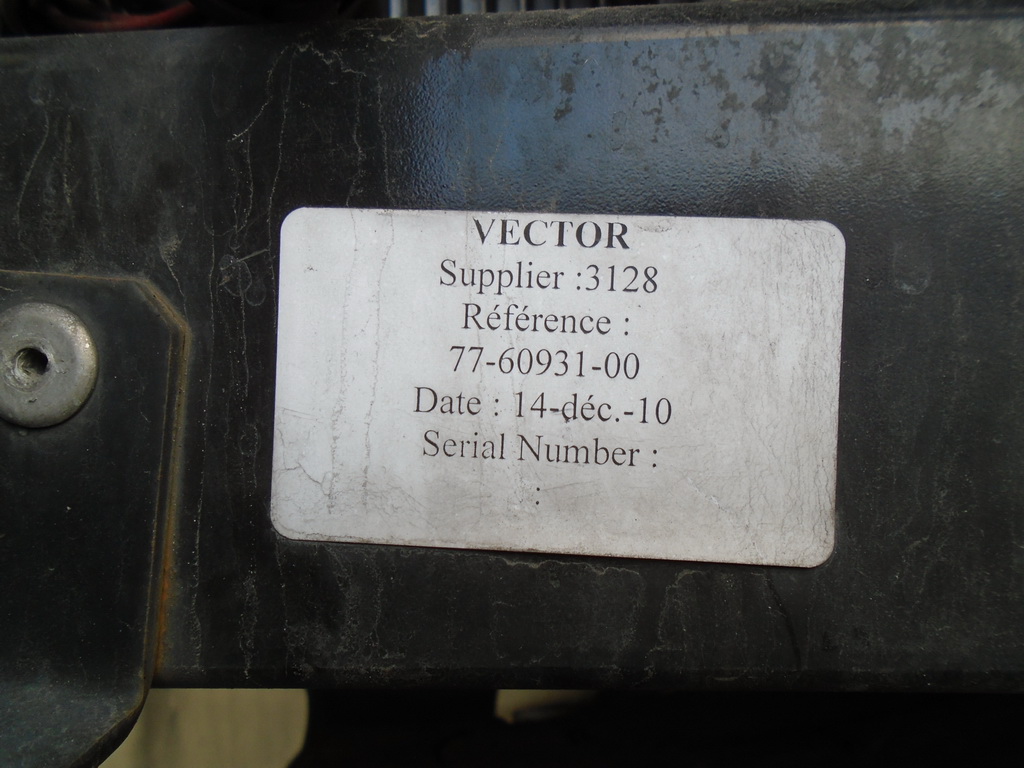 VECTOR
Supplier :3128
Référence :
77-60931-00
Date : 14-déc.-10
Serial Number :
: